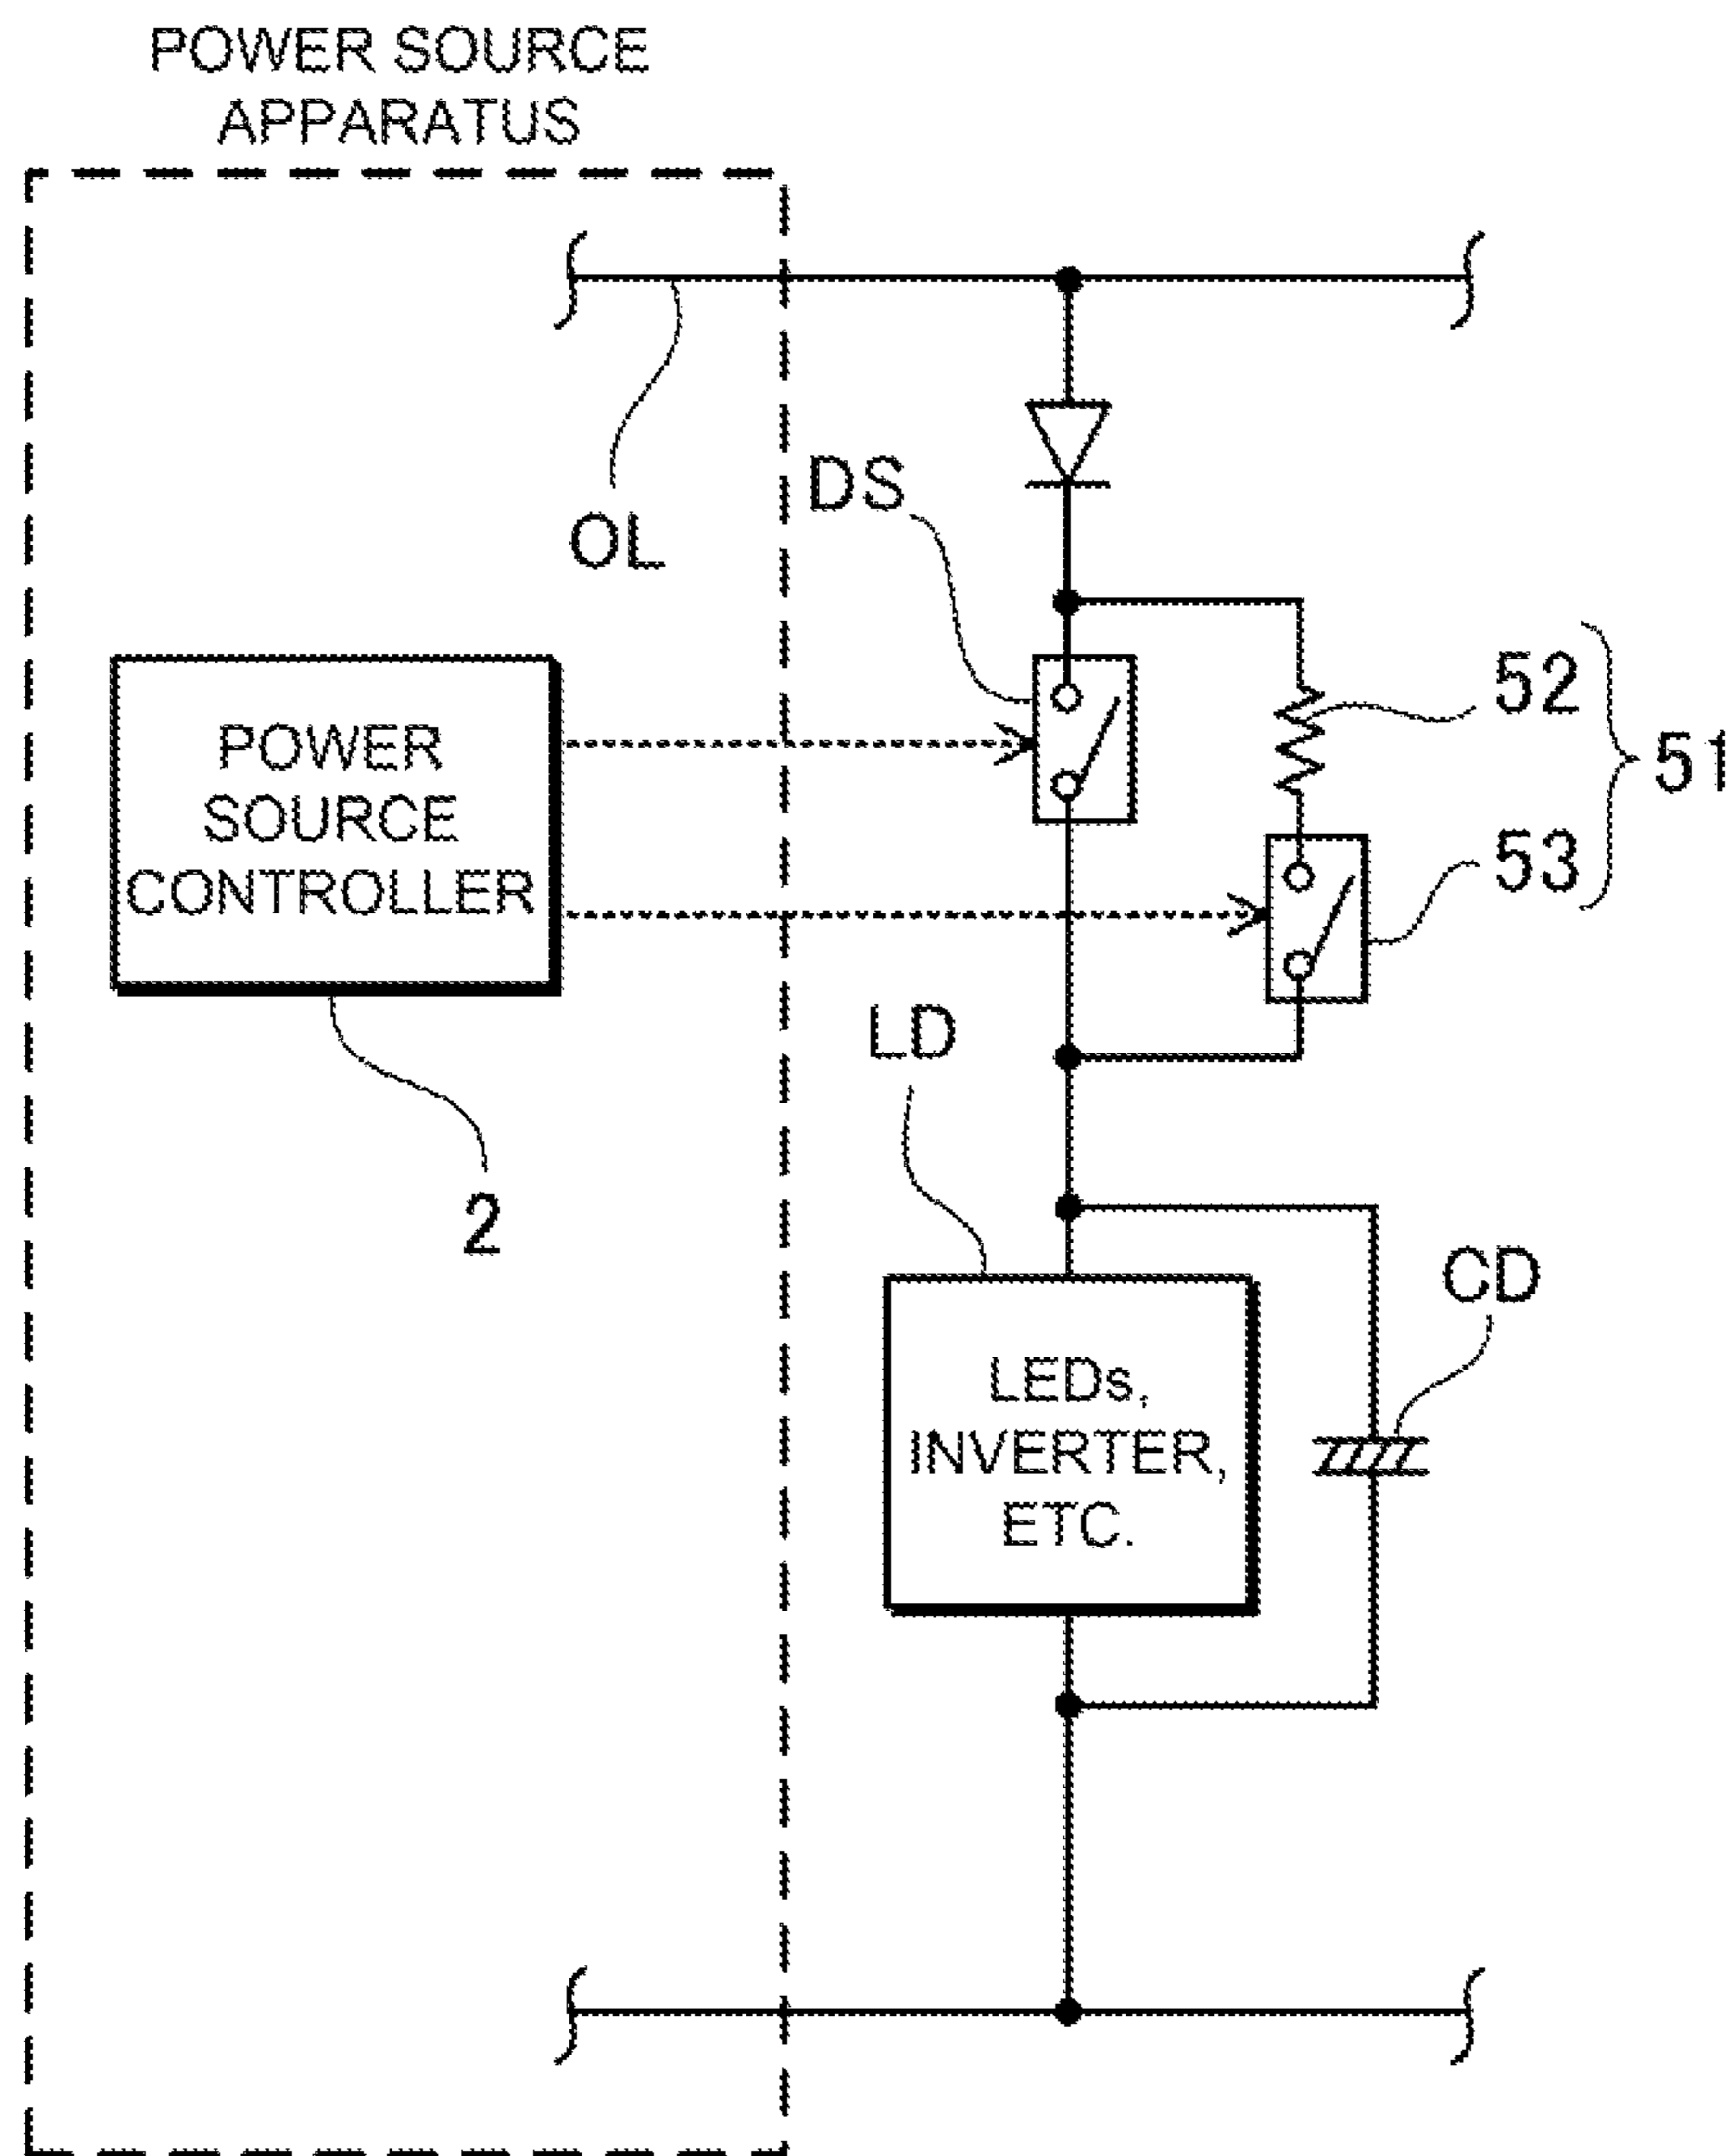 POWER SOURCE
APPARATUS
OL
DS
52
51
53
POWER
SOURCE
CONTROLLER
2
LD
CD
LEDs,
INVERTER,
ETC.